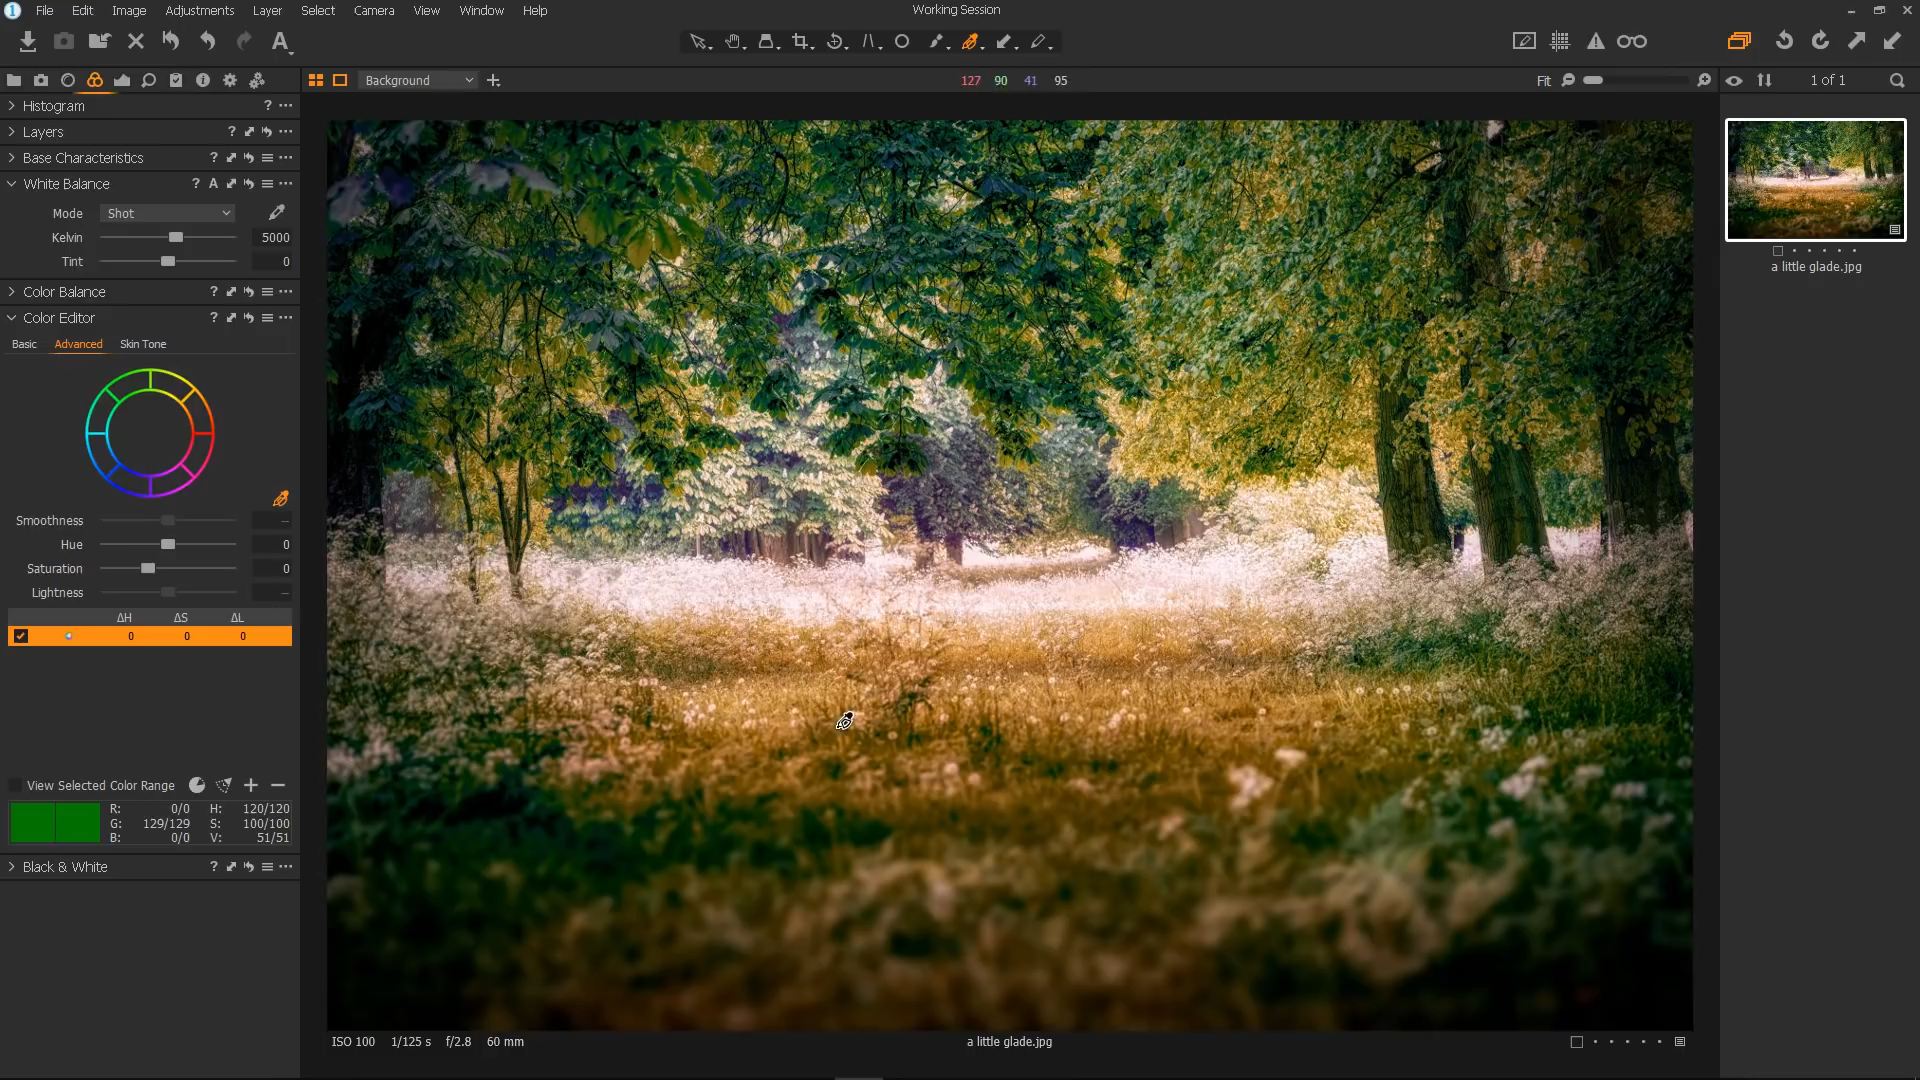 File Edit Image Adjustments Layer Select Camera View Window Help
Working Session
A
Background
127 90 41 95
Fit
1 of 1
Histogram ? ...
Layers ? ...
Base Characteristics ? ...
White Balance ? A ...
Mode Shot
Kelvin 5000
Tint 0
Color Balance ? ...
Color Editor ? ...
Basic Advanced Skin Tone
Smoothness –
Hue 0
Saturation 0
Lightness –
ΔH ΔS ΔL
0 0 0
View Selected Color Range
R: 0/0 H: 120/120
G: 129/129 S: 100/100
B: 0/0 V: 51/51
Black & White ? ...
ISO 100 1/125 s f/2.8 60 mm
a little glade.jpg
a little glade.jpg